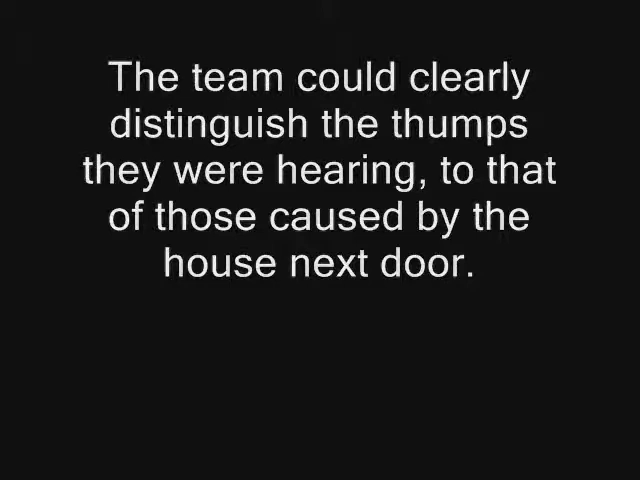 The team could clearly
distinguish the thumps
they were hearing, to that
of those caused by the
house next door.